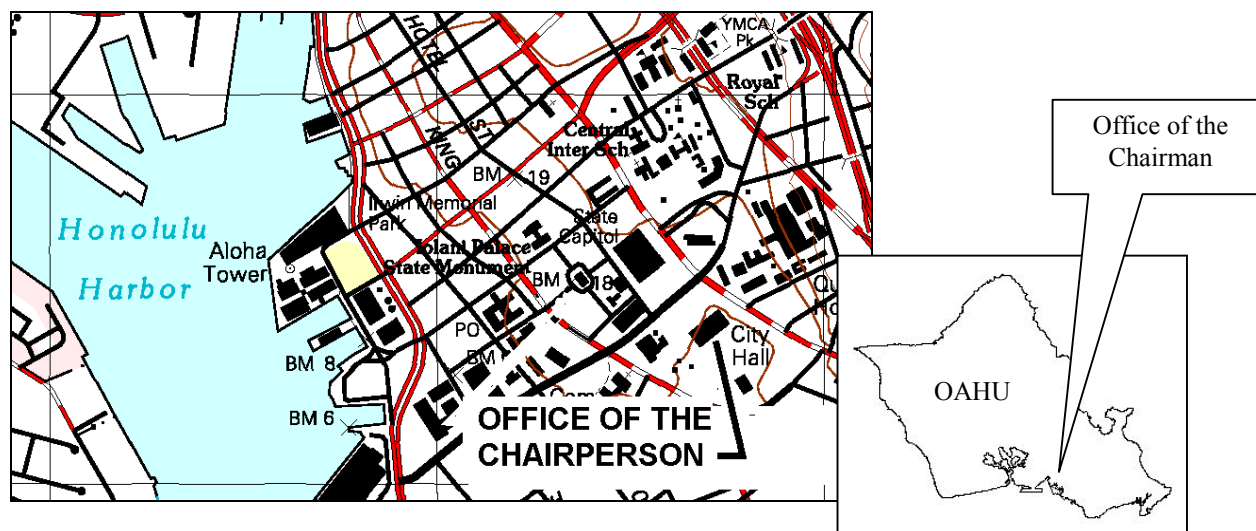 HOTEL
ST
KING
YMCA
Pk
Royal
Sch
Central
Inter Sch
BM 19
Irwin Memorial
Park
State
Capitol
Honolulu
Harbor
Aloha
Tower
Iolani Palace
State Monument
BM 18
PO
BM
City
Hall
BM 8
BM 6
OFFICE OF THE
CHAIRPERSON
Office of the
Chairman
OAHU